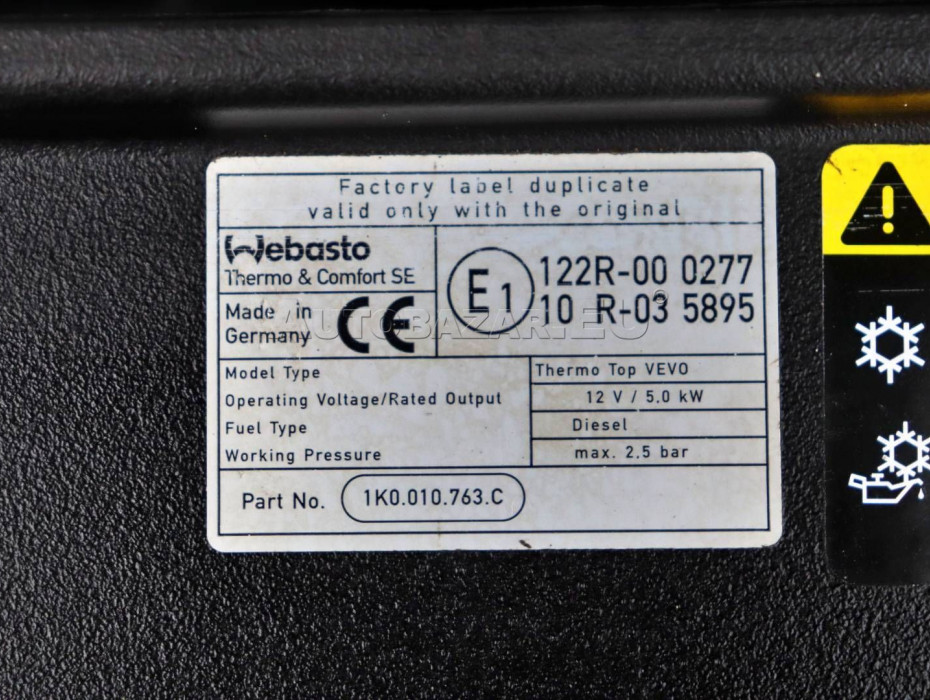 Factory label duplicate
valid only with the original
Webasto
Thermo & Comfort SE
Made in
Germany
CE
E1
122R-00 0277
10 R-03 5895
AUTOBAZAR.EU
Model Type
Thermo Top VEVO
Operating Voltage/Rated Output
12 V / 5.0 kW
Fuel Type
Diesel
Working Pressure
max. 2.5 bar
Part No.
1K0.010.763.C